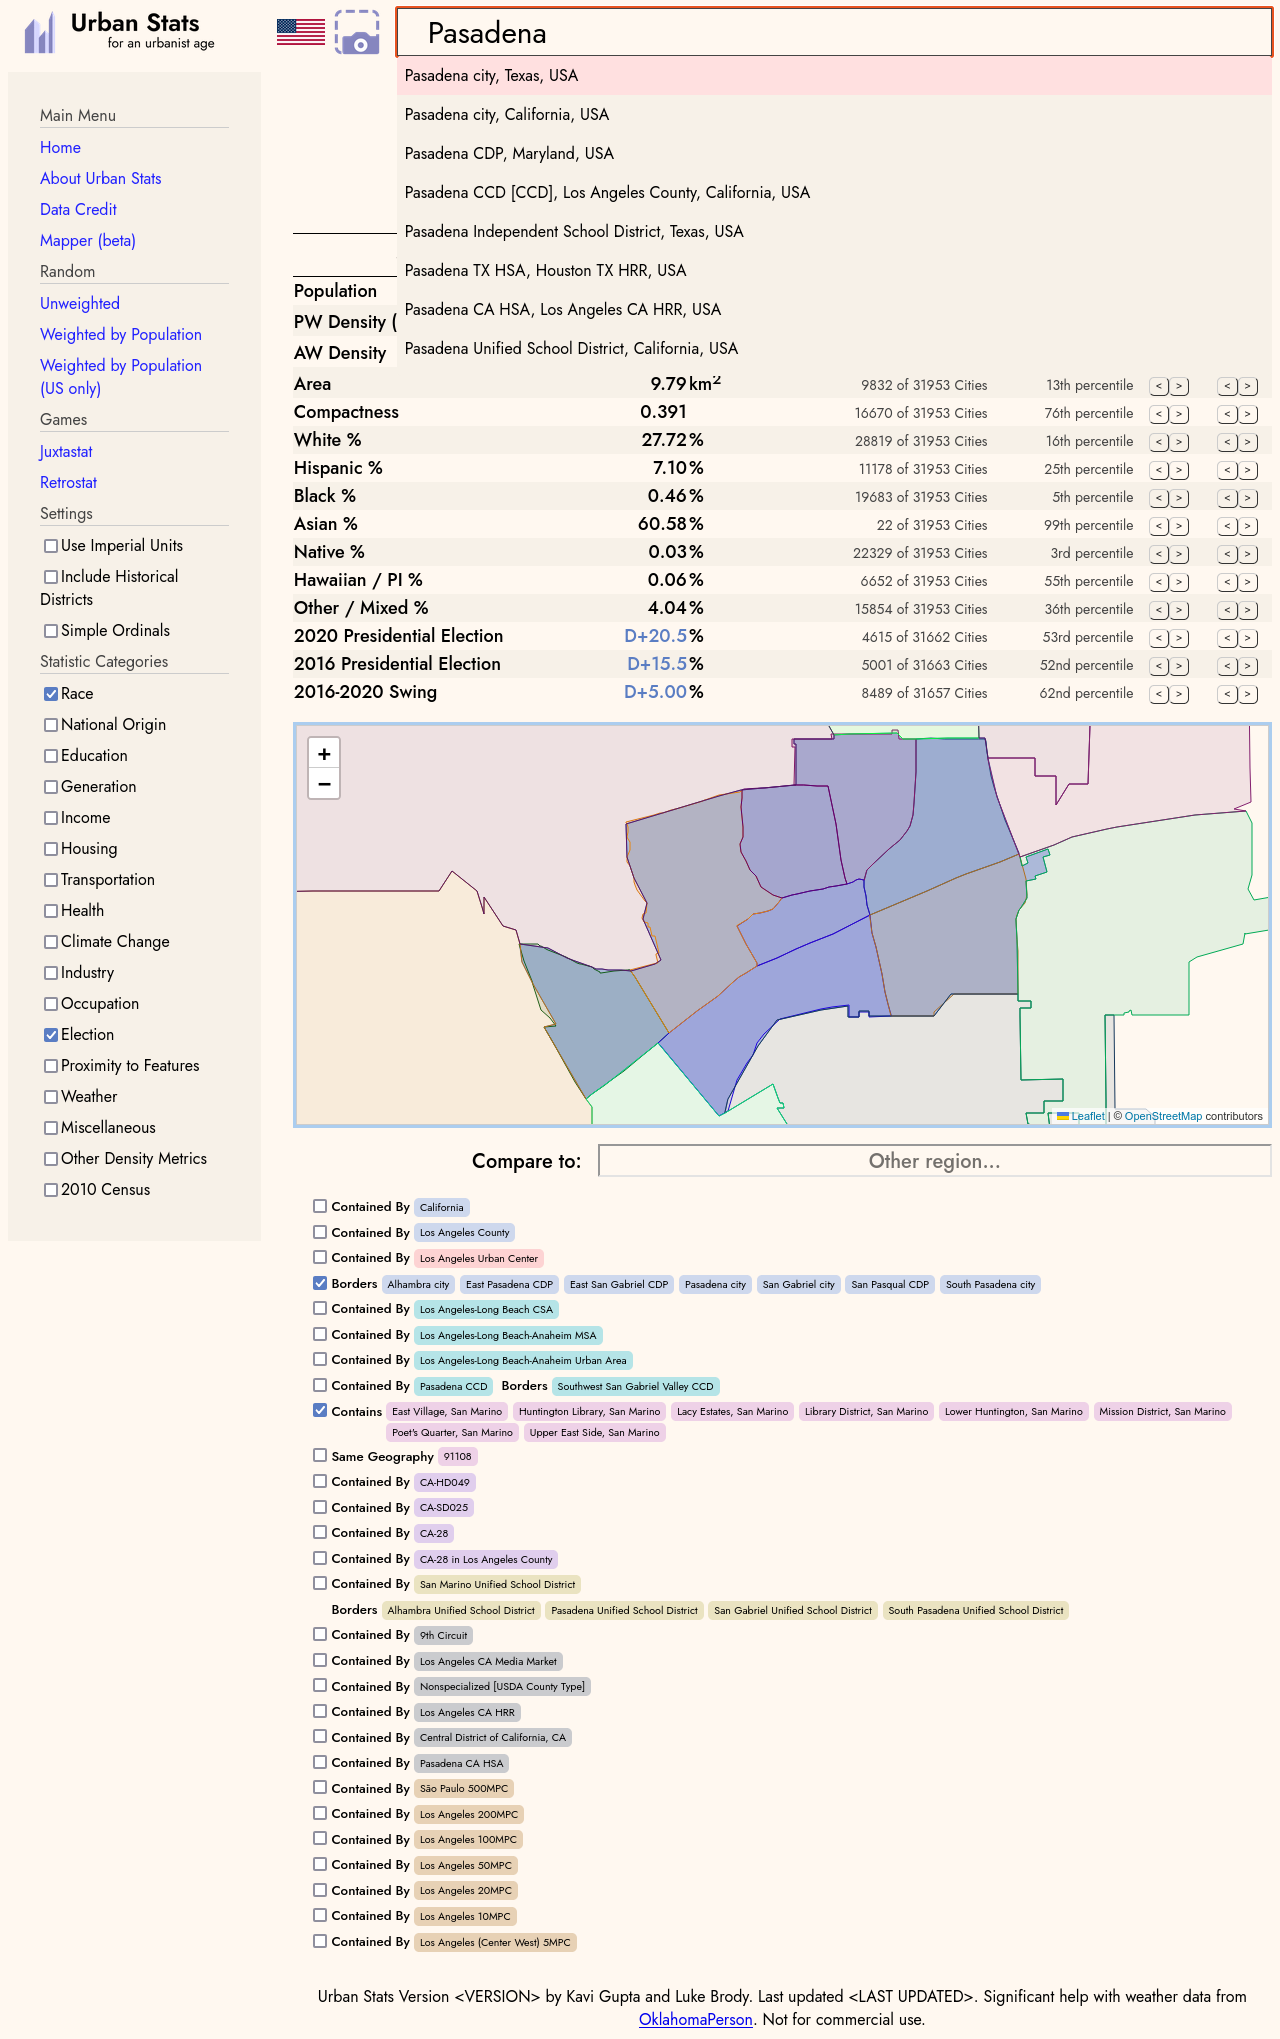 Urban Stats
for an urbanist age
Pasadena
Pasadena city, Texas, USA
Pasadena city, California, USA
Pasadena CDP, Maryland, USA
Pasadena CCD [CCD], Los Angeles County, California, USA
Pasadena Independent School District, Texas, USA
Pasadena TX HSA, Houston TX HRR, USA
Pasadena CA HSA, Los Angeles CA HRR, USA
Pasadena Unified School District, California, USA
Main Menu
Home
About Urban Stats
Data Credit
Mapper (beta)
Random
Unweighted
Weighted by Population
Weighted by Population
(US only)
Games
Juxtastat
Retrostat
Settings
Use Imperial Units
Include Historical
Districts
Simple Ordinals
Statistic Categories
Race
National Origin
Education
Generation
Income
Housing
Transportation
Health
Climate Change
Industry
Occupation
Election
Proximity to Features
Weather
Miscellaneous
Other Density Metrics
2010 Census
Population
PW Density (
AW Density
Area 9.79 km² 9832 of 31953 Cities 13th percentile < > < >
Compactness 0.391 16670 of 31953 Cities 76th percentile < > < >
White % 27.72% 28819 of 31953 Cities 16th percentile < > < >
Hispanic % 7.10% 11178 of 31953 Cities 25th percentile < > < >
Black % 0.46% 19683 of 31953 Cities 5th percentile < > < >
Asian % 60.58% 22 of 31953 Cities 99th percentile < > < >
Native % 0.03% 22329 of 31953 Cities 3rd percentile < > < >
Hawaiian / PI % 0.06% 6652 of 31953 Cities 55th percentile < > < >
Other / Mixed % 4.04% 15854 of 31953 Cities 36th percentile < > < >
2020 Presidential Election D+20.5% 4615 of 31662 Cities 53rd percentile < > < >
2016 Presidential Election D+15.5% 5001 of 31663 Cities 52nd percentile < > < >
2016-2020 Swing D+5.00% 8489 of 31657 Cities 62nd percentile < > < >
+
−
Leaflet | © OpenStreetMap contributors
Compare to: Other region...
Contained By California
Contained By Los Angeles County
Contained By Los Angeles Urban Center
Borders Alhambra city East Pasadena CDP East San Gabriel CDP Pasadena city San Gabriel city San Pasqual CDP South Pasadena city
Contained By Los Angeles-Long Beach CSA
Contained By Los Angeles-Long Beach-Anaheim MSA
Contained By Los Angeles-Long Beach-Anaheim Urban Area
Contained By Pasadena CCD Borders Southwest San Gabriel Valley CCD
Contains East Village, San Marino Huntington Library, San Marino Lacy Estates, San Marino Library District, San Marino Lower Huntington, San Marino Mission District, San Marino
Poet's Quarter, San Marino Upper East Side, San Marino
Same Geography 91108
Contained By CA-HD049
Contained By CA-SD025
Contained By CA-28
Contained By CA-28 in Los Angeles County
Contained By San Marino Unified School District
Borders Alhambra Unified School District Pasadena Unified School District San Gabriel Unified School District South Pasadena Unified School District
Contained By 9th Circuit
Contained By Los Angeles CA Media Market
Contained By Nonspecialized [USDA County Type]
Contained By Los Angeles CA HRR
Contained By Central District of California, CA
Contained By Pasadena CA HSA
Contained By São Paulo 500MPC
Contained By Los Angeles 200MPC
Contained By Los Angeles 100MPC
Contained By Los Angeles 50MPC
Contained By Los Angeles 20MPC
Contained By Los Angeles 10MPC
Contained By Los Angeles (Center West) 5MPC
Urban Stats Version <VERSION> by Kavi Gupta and Luke Brody. Last updated <LAST UPDATED>. Significant help with weather data from
OklahomaPerson. Not for commercial use.